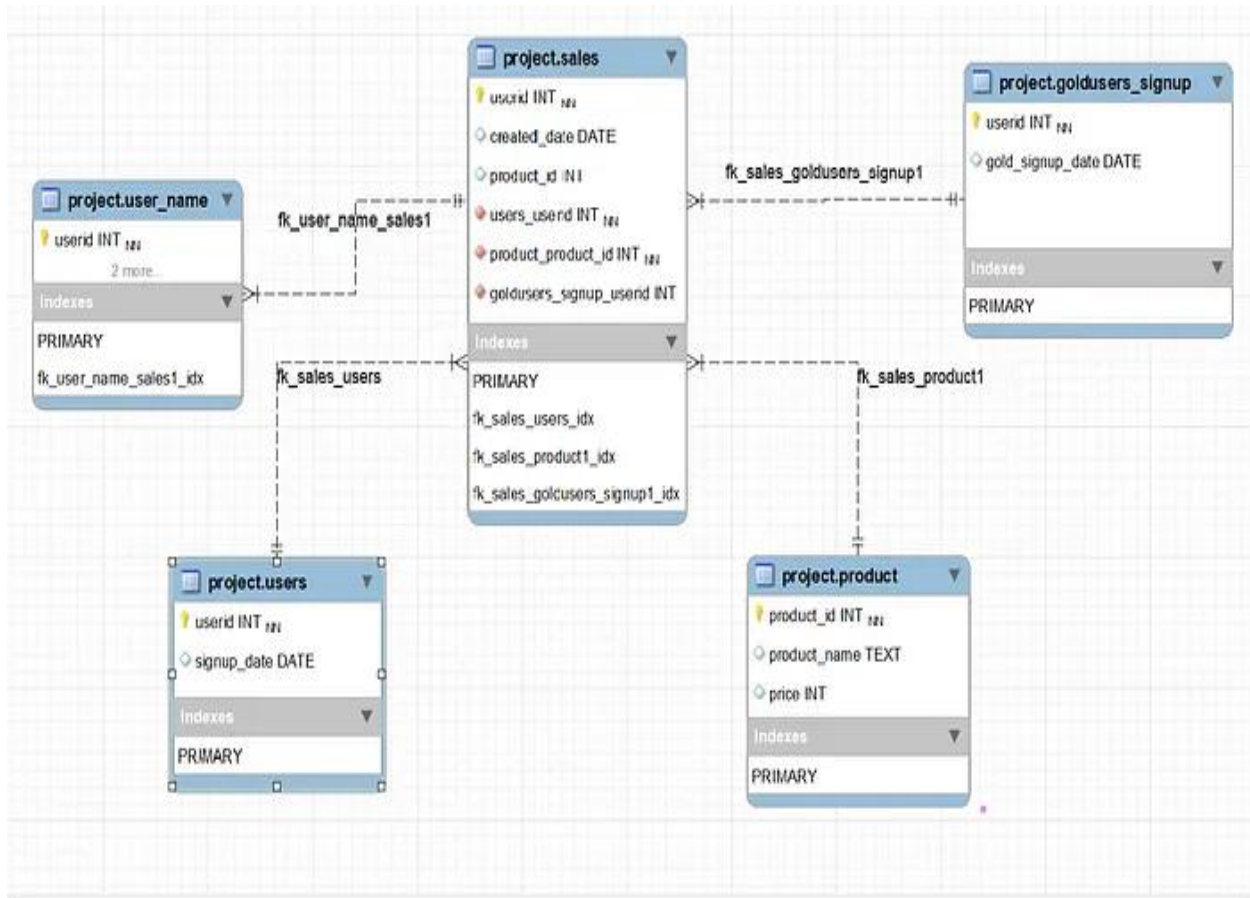 project.sales
userid INT NN
created_date DATE
product_id INT
users_userid INT NN
product_product_id INT NN
goldusers_signup_userid INT
Indexes
PRIMARY
fk_sales_users_idx
fk_sales_product1_idx
fk_sales_goldusers_signup1_idx
project.goldusers_signup
userid INT NN
gold_signup_date DATE
Indexes
PRIMARY
fk_sales_goldusers_signup1
project.user_name
userid INT NN
2 more...
Indexes
PRIMARY
fk_user_name_sales1_idx
fk_user_name_sales1
fk_sales_users
fk_sales_product1
project.users
userid INT NN
signup_date DATE
Indexes
PRIMARY
project.product
product_id INT NN
product_name TEXT
price INT
Indexes
PRIMARY